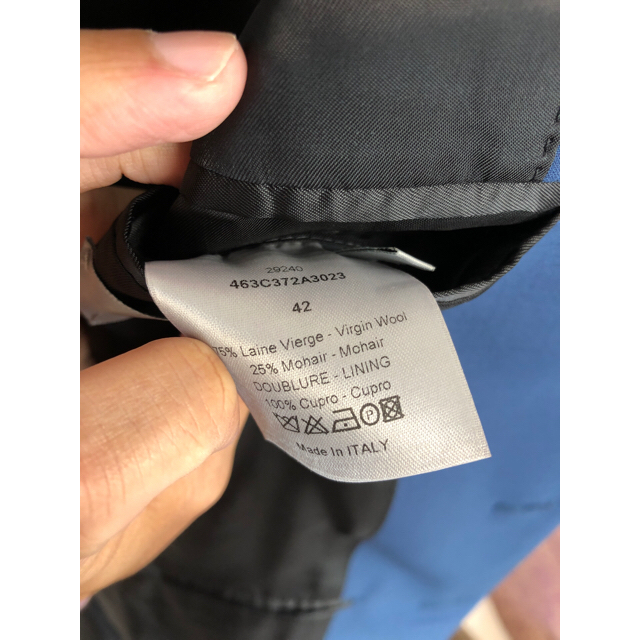 29240
463C372A3023
42
75% Laine Vierge - Virgin Wool
25% Mohair - Mohair
DOUBLURE - LINING
100% Cupro - Cupro
P
Made In ITALY